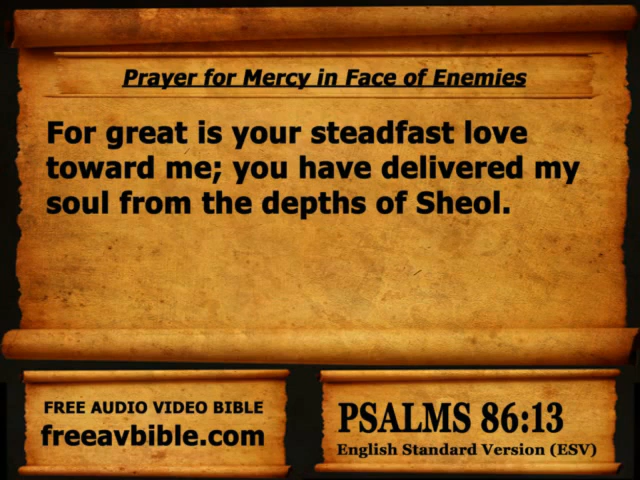 Prayer for Mercy in Face of Enemies
For great is your steadfast love
toward me; you have delivered my
soul from the depths of Sheol.
FREE AUDIO VIDEO BIBLE
freeavbible.com
PSALMS 86:13
English Standard Version (ESV)